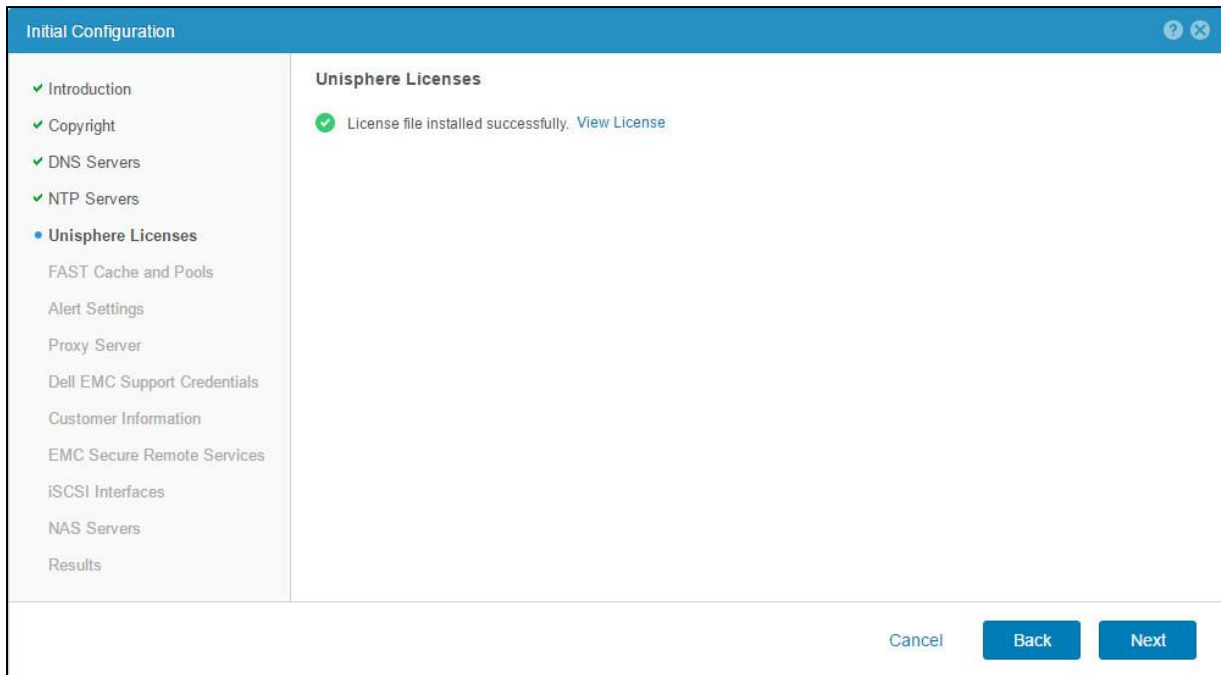 Initial Configuration
Introduction
Copyright
DNS Servers
NTP Servers
Unisphere Licenses
FAST Cache and Pools
Alert Settings
Proxy Server
Dell EMC Support Credentials
Customer Information
EMC Secure Remote Services
iSCSI Interfaces
NAS Servers
Results
Unisphere Licenses
License file installed successfully. View License
Cancel Back Next